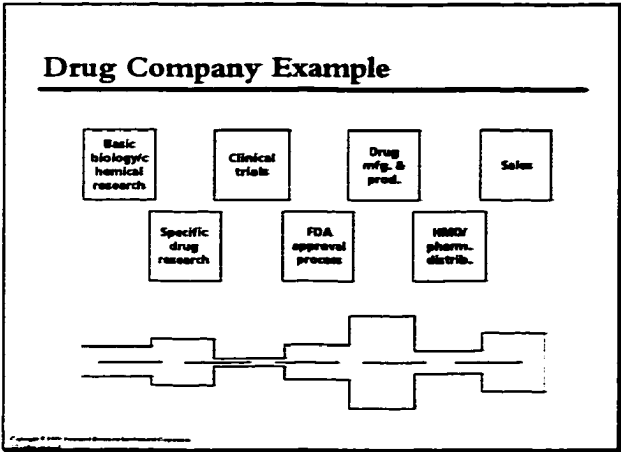 Drug Company Example
Basic
biology/c
hemical
research
Clinical
trials
Drug
mfg. &
prod.
Sales
Specific
drug
research
FDA
approval
process
HMO/
pharm.
distrib.
Copyright ©